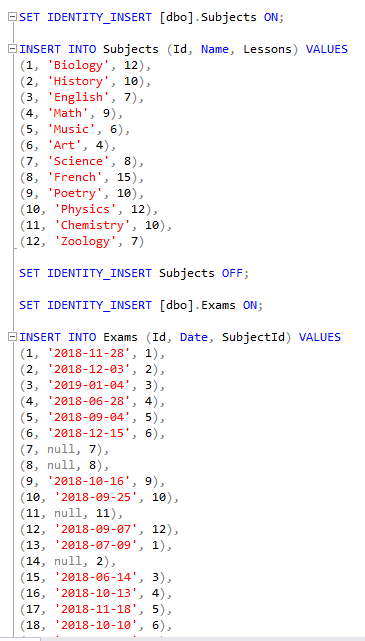 SET IDENTITY_INSERT [dbo].Subjects ON;
INSERT INTO Subjects (Id, Name, Lessons) VALUES
(1, 'Biology', 12),
(2, 'History', 10),
(3, 'English', 7),
(4, 'Math', 9),
(5, 'Music', 6),
(6, 'Art', 4),
(7, 'Science', 8),
(8, 'French', 15),
(9, 'Poetry', 10),
(10, 'Physics', 12),
(11, 'Chemistry', 10),
(12, 'Zoology', 7)
SET IDENTITY_INSERT Subjects OFF;
SET IDENTITY_INSERT [dbo].Exams ON;
INSERT INTO Exams (Id, Date, SubjectId) VALUES
(1, '2018-11-28', 1),
(2, '2018-12-03', 2),
(3, '2019-01-04', 3),
(4, '2018-06-28', 4),
(5, '2018-09-04', 5),
(6, '2018-12-15', 6),
(7, null, 7),
(8, null, 8),
(9, '2018-10-16', 9),
(10, '2018-09-25', 10),
(11, null, 11),
(12, '2018-09-07', 12),
(13, '2018-07-09', 1),
(14, null, 2),
(15, '2018-06-14', 3),
(16, '2018-10-13', 4),
(17, '2018-11-18', 5),
(18, '2018-10-10', 6),